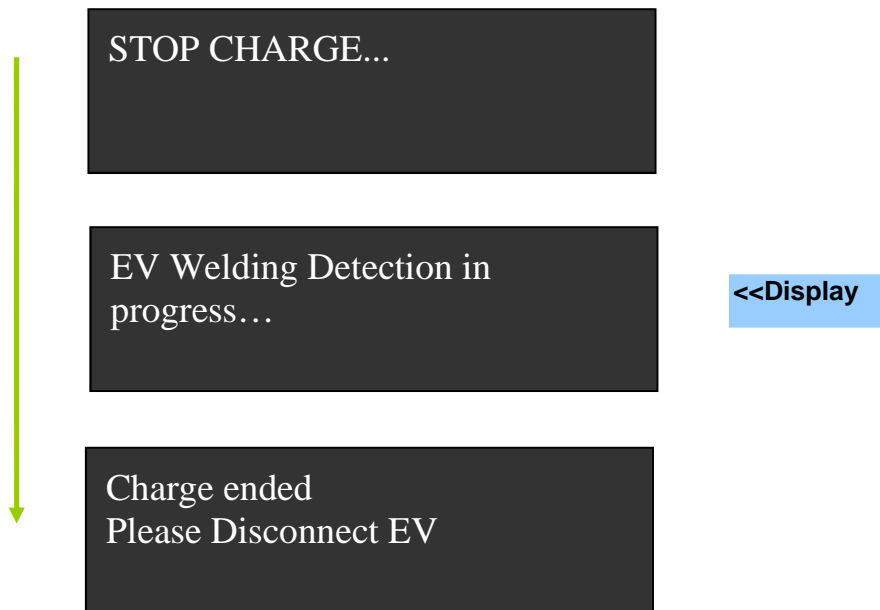 STOP CHARGE...
EV Welding Detection in
progress…
<<Display
Charge ended
Please Disconnect EV